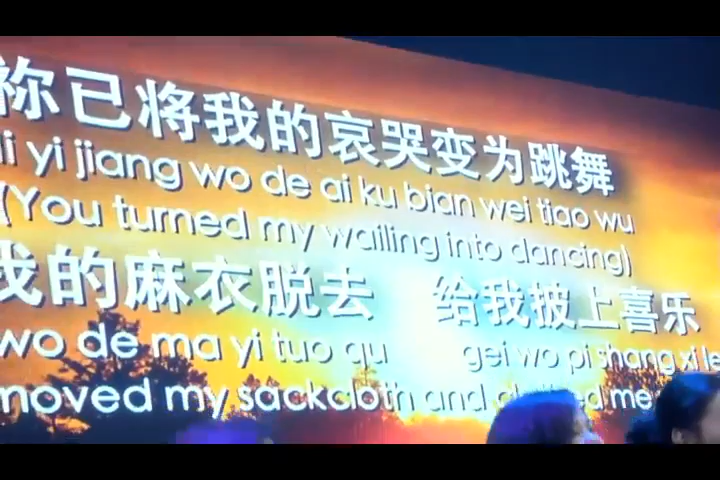 祢已将我的哀哭变为跳舞
i yi jiang wo de ai ku bian wei tiao wu
(You turned my wailing into dancing)
我的麻衣脱去 给我披上喜乐
wo de ma yi tuo qu gei wo pi shang xi le
moved my sackcloth and clothed me